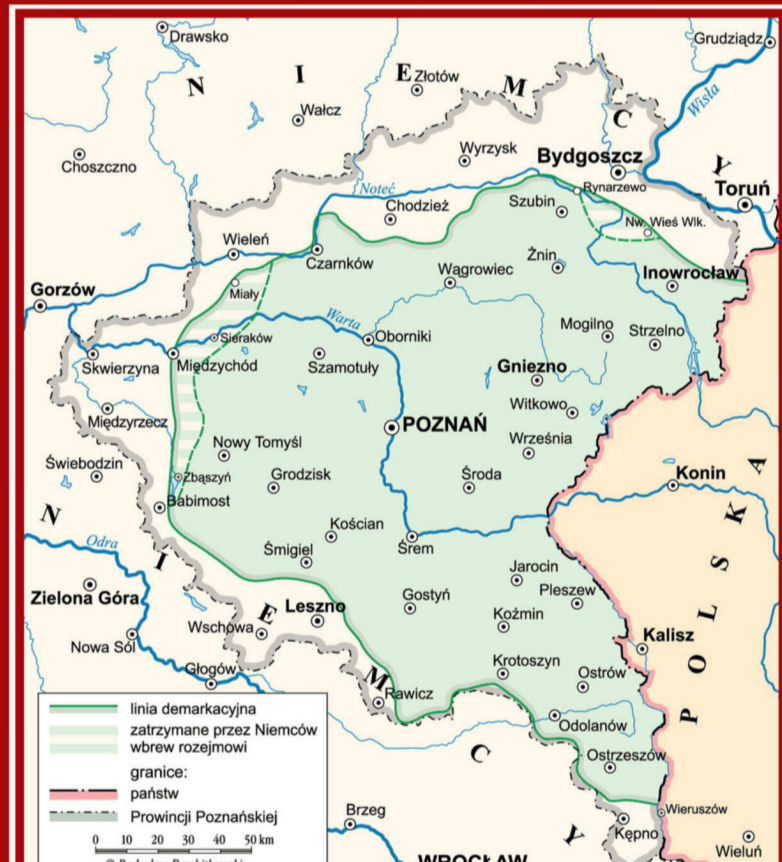 Drawsko
Grudziądz
N I E M C Y
Złotów
Wałcz
Wisła
Choszczno
Wyrzysk
Bydgoszcz
Noteć
Rynarzewo
Toruń
Chodzież
Szubin
Nw. Wieś Wlk.
Wieleń
Czarnków
Żnin
Wągrowiec
Inowrocław
Gorzów
Miały
Warta
Sieraków
Oborniki
Mogilno
Strzelno
Skwierzyna
Międzychód
Szamotuły
Gniezno
Międzyrzecz
Witkowo
POZNAŃ
Nowy Tomyśl
Września
Świebodzin
Zbąszyń
Grodzisk
Środa
Konin
Babimost
N I E M C Y
POLSKA
Kościan
Śrem
Odra
Śmigiel
Jarocin
Zielona Góra
Pleszew
Gostyń
Leszno
Wschowa
Koźmin
Nowa Sól
Kalisz
Głogów
Krotoszyn
Ostrów
Rawicz
Odolanów
Ostrzeszów
Wieruszów
Brzeg
Kępno
Wieluń
WROCŁAW
linia demarkacyjna
zatrzymane przez Niemców
wbrew rozejmowi
granice:
państw
Prowincji Poznańskiej
0 10 20 30 40 50 km